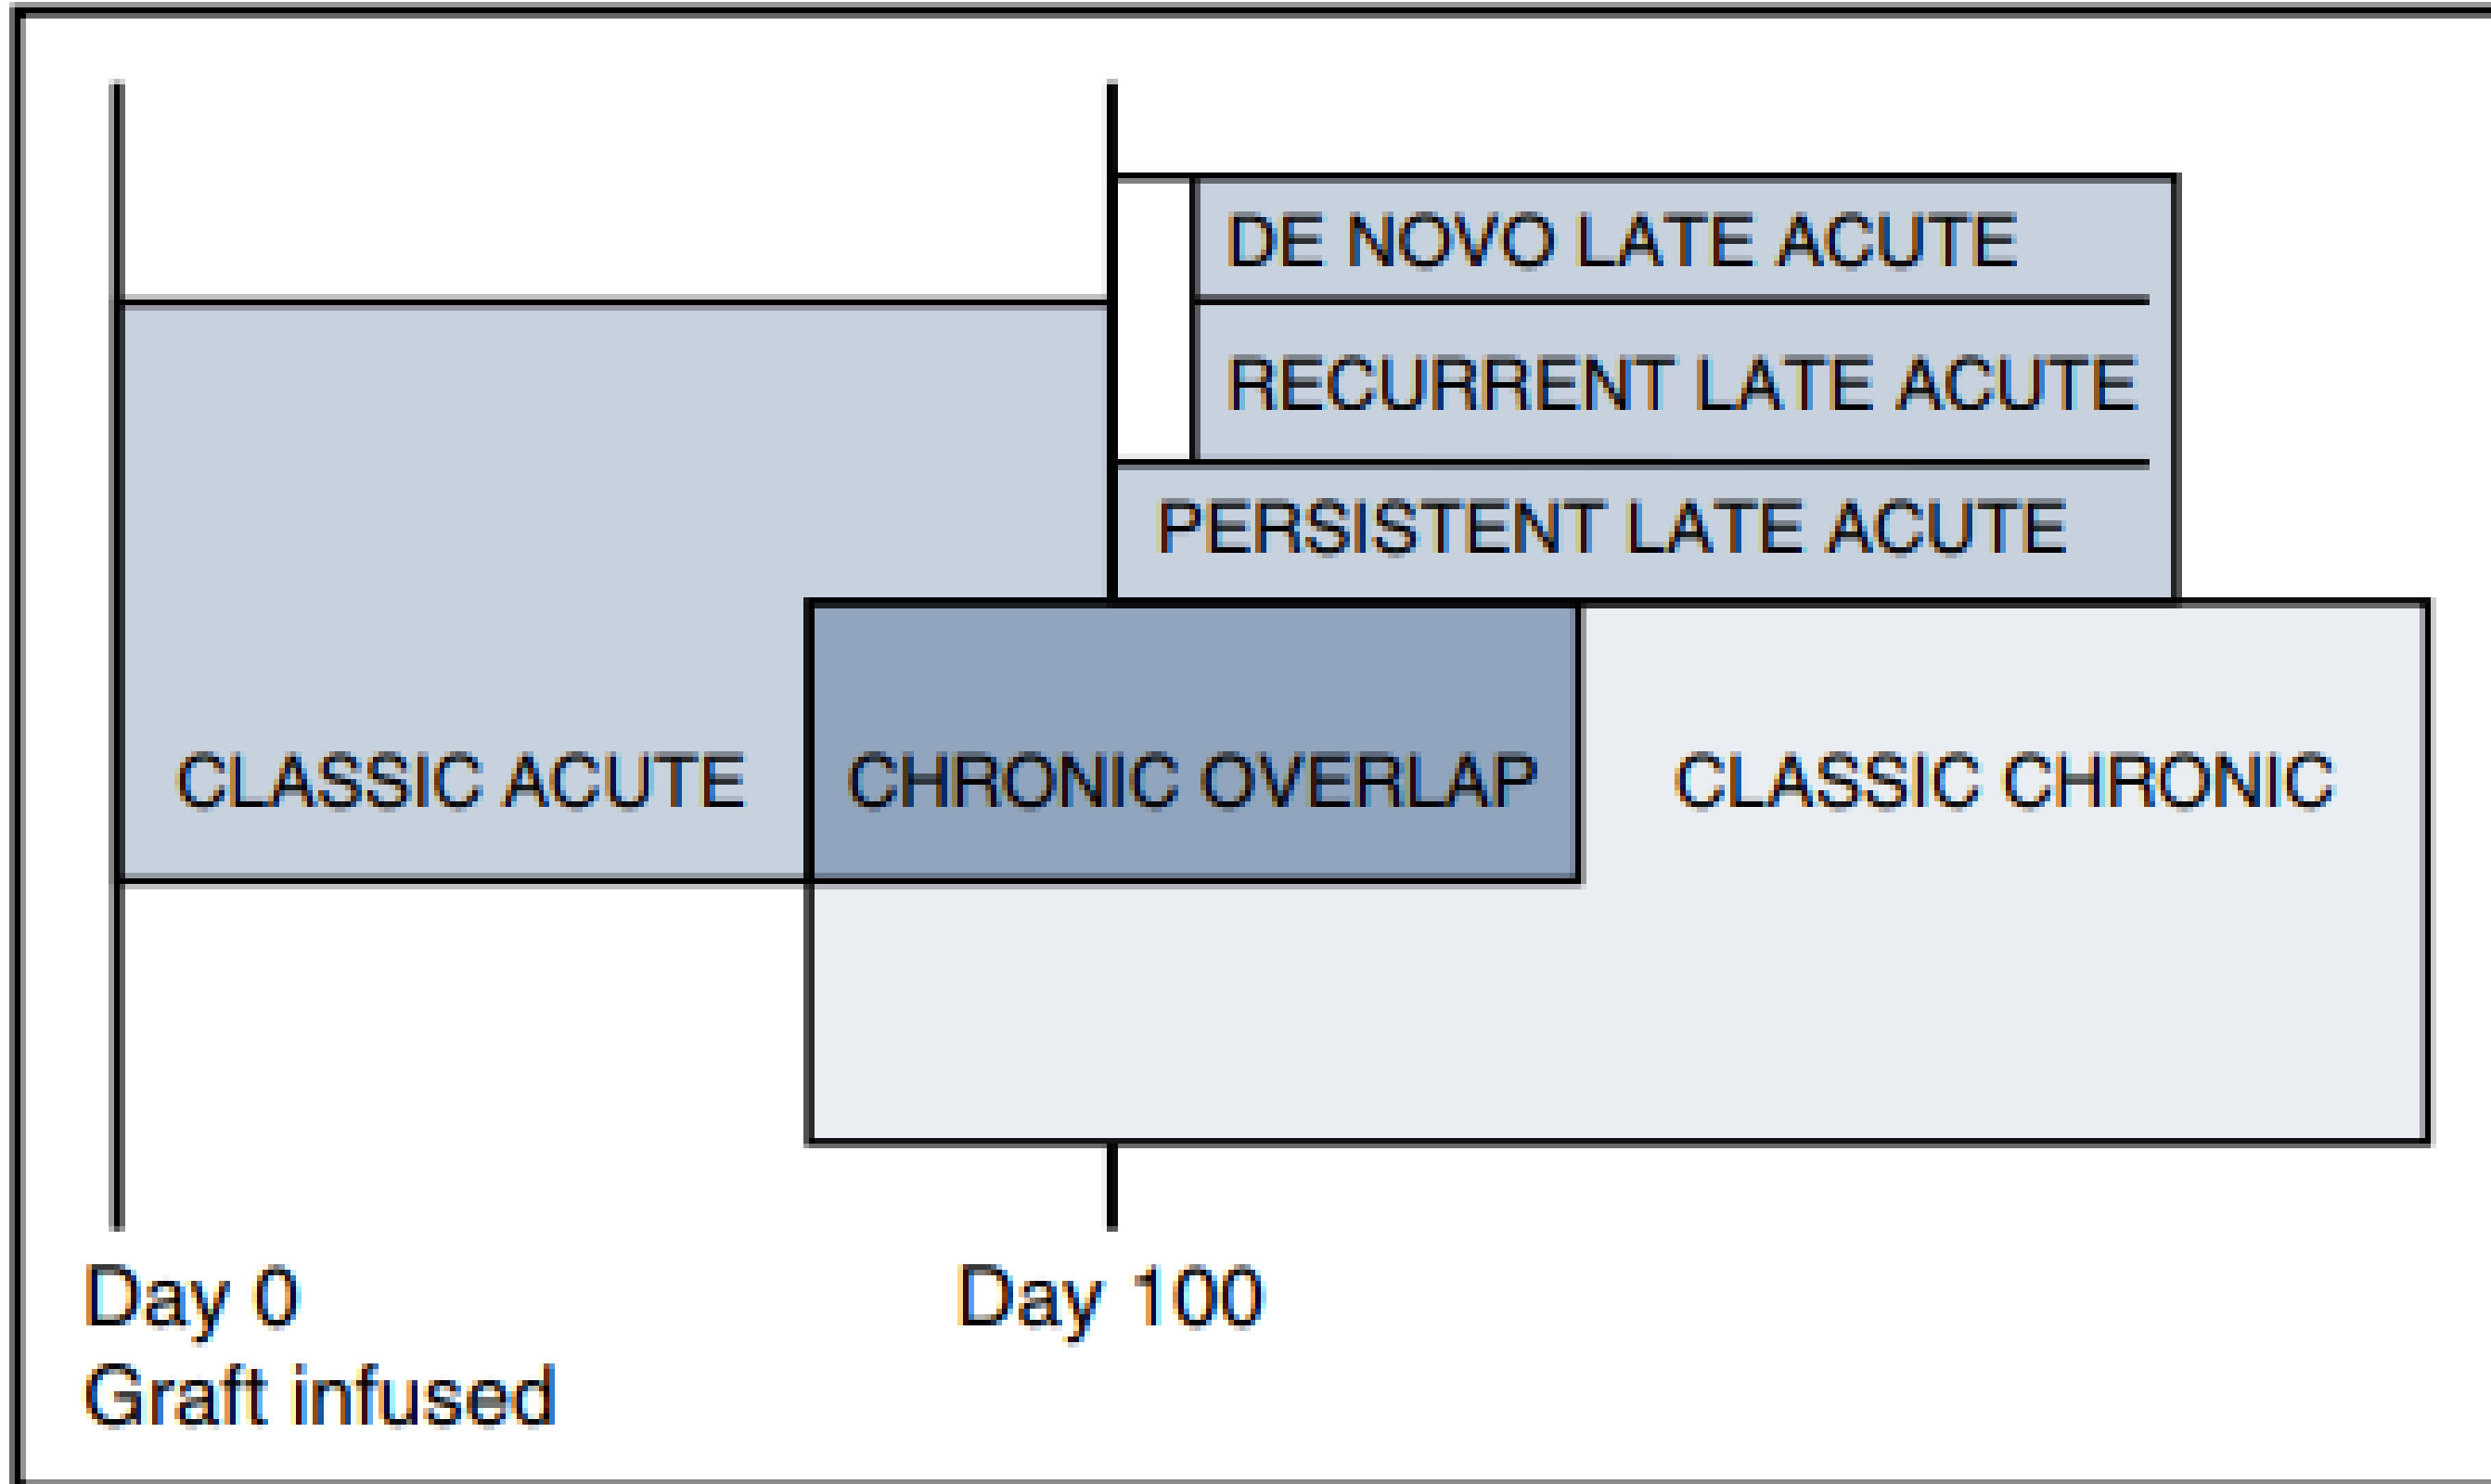 DE NOVO LATE ACUTE
RECURRENT LATE ACUTE
PERSISTENT LATE ACUTE
CLASSIC ACUTE
CHRONIC OVERLAP
CLASSIC CHRONIC
Day 0
Graft infused
Day 100